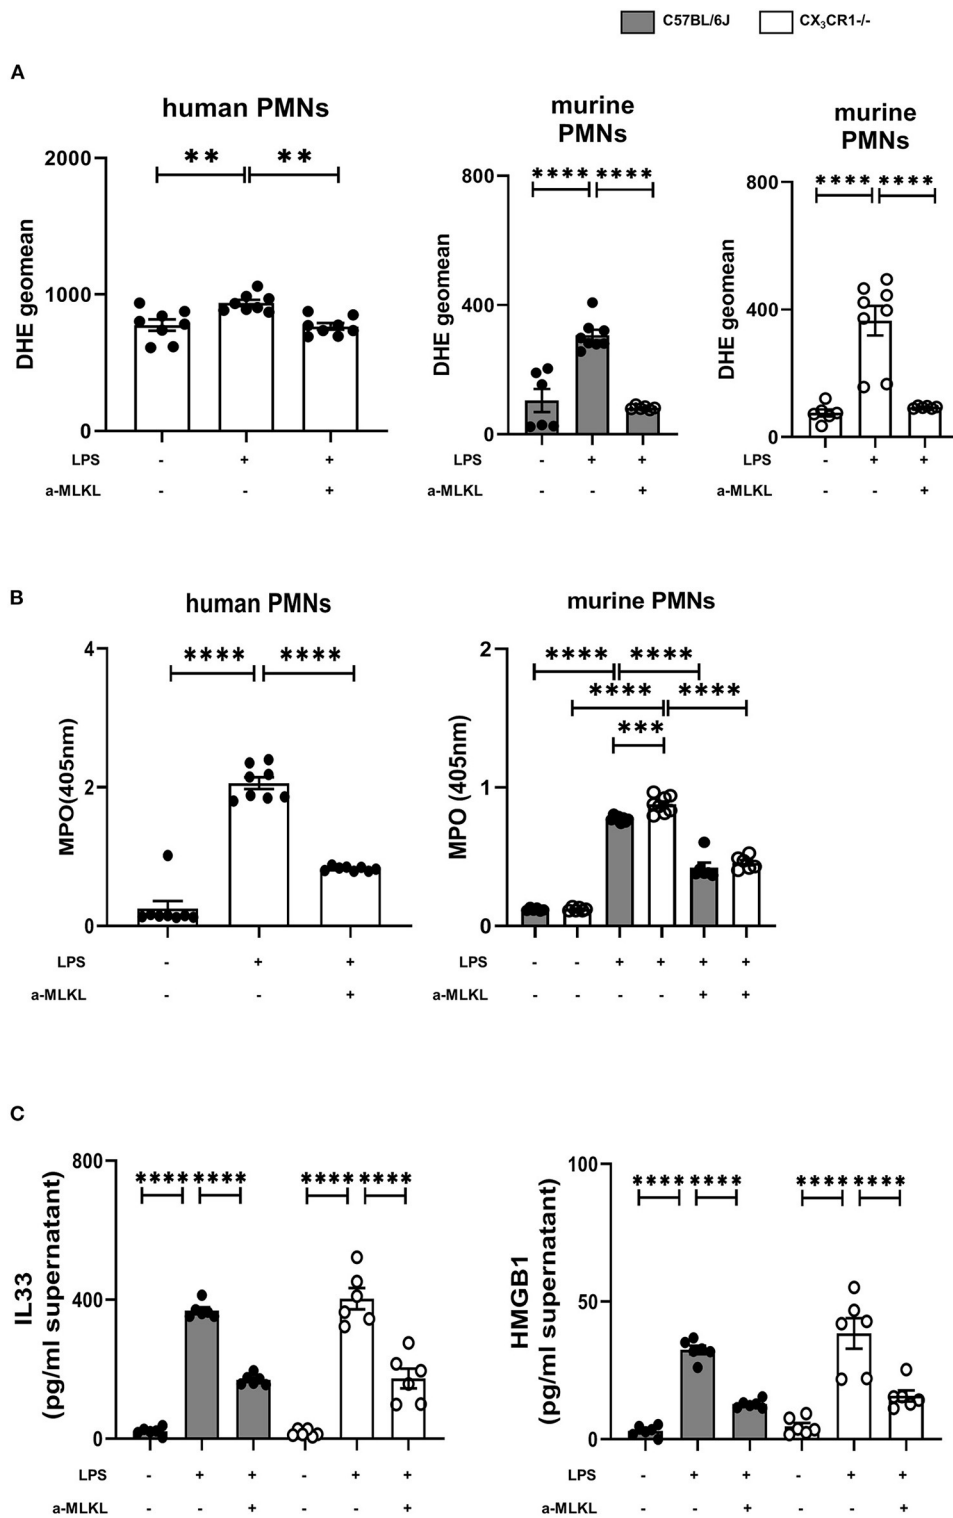 C57BL/6J CX3CR1-/-
A
human PMNs
murine
PMNs
murine
PMNs
** **
**** ****
**** ****
DHE geomean
2000
1000
0
DHE geomean
800
400
0
DHE geomean
800
400
0
LPS - + +
a-MLKL - - +
LPS - + +
a-MLKL - - +
LPS - + +
a-MLKL - - +
B
human PMNs
murine PMNs
**** ****
**** ****
**** ****
***
MPO(405nm)
4
2
0
MPO (405nm)
2
1
0
LPS - + +
a-MLKL - - +
LPS - - + + + +
a-MLKL - - - - + +
C
IL33
(pg/ml supernatant)
800
400
0
**** **** **** ****
HMGB1
(pg/ml supernatant)
100
50
0
**** **** **** ****
LPS - + + - + +
a-MLKL - - + - - +
LPS - + + - + +
a-MLKL - - + - - +